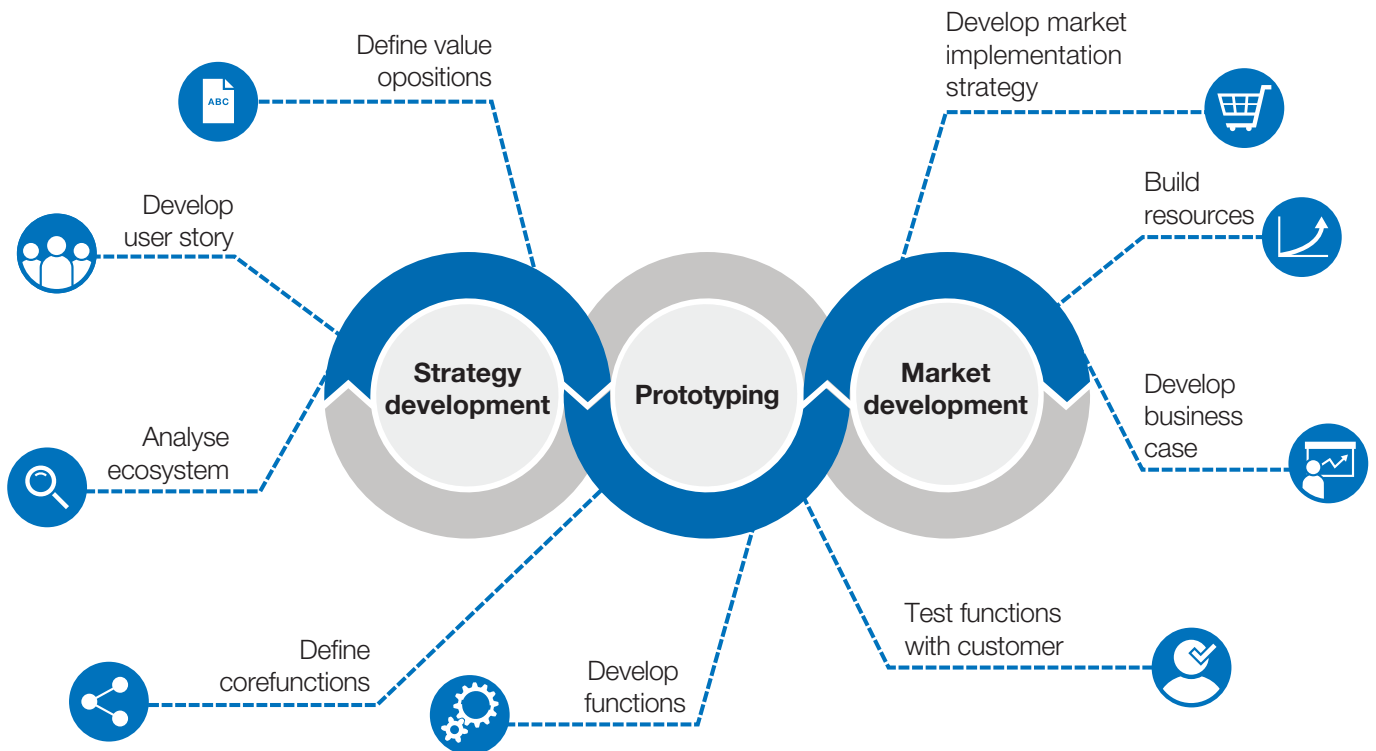 Define value
opositions
ABC
Develop
user story
Analyse
ecosystem
Strategy
development
Prototyping
Market
development
Define
corefunctions
Develop
functions
Test functions
with customer
Develop market
implementation
strategy
Build
resources
Develop
business
case